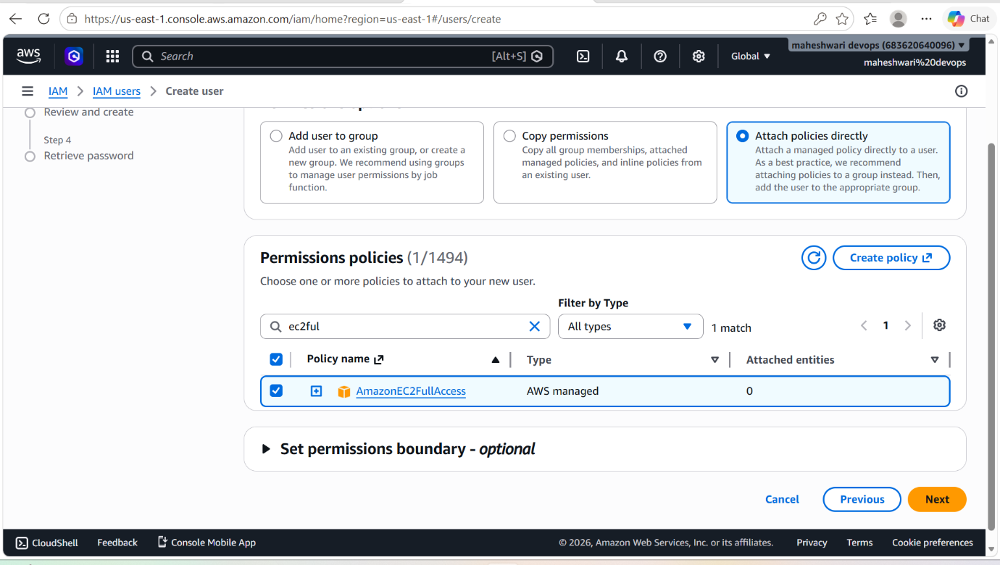 https://us-east-1.console.aws.amazon.com/iam/home?region=us-east-1#/users/create
Chat
aws
Search
[Alt+S]
Global
maheshwari devops (683620640096)
maheshwari%20devops
IAM
IAM users
Create user
Review and create
Step 4
Retrieve password
Add user to group
Add user to an existing group, or create a
new group. We recommend using groups
to manage user permissions by job
function.
Copy permissions
Copy all group memberships, attached
managed policies, and inline policies from
an existing user.
Attach policies directly
Attach a managed policy directly to a user.
As a best practice, we recommend
attaching policies to a group instead. Then,
add the user to the appropriate group.
Permissions policies (1/1494)
Create policy
Choose one or more policies to attach to your new user.
Filter by Type
ec2ful
All types
1 match
1
Policy name
Type
Attached entities
AmazonEC2FullAccess
AWS managed
0
Set permissions boundary - optional
Cancel
Previous
Next
CloudShell
Feedback
Console Mobile App
© 2026, Amazon Web Services, Inc. or its affiliates.
Privacy
Terms
Cookie preferences